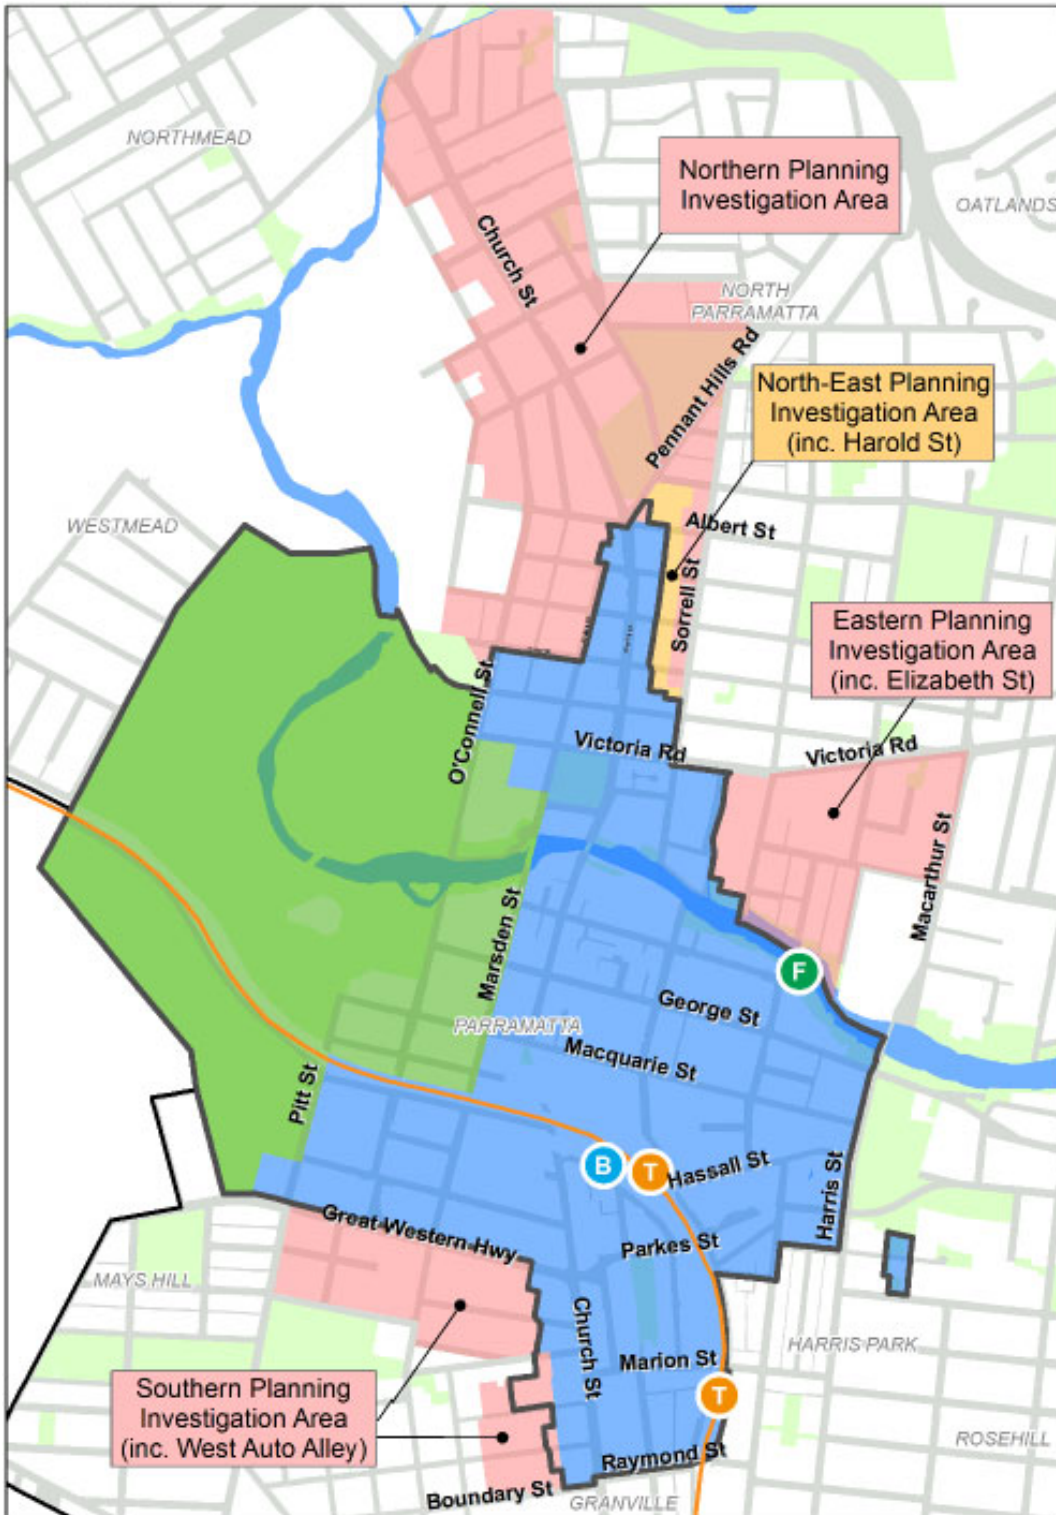 NORTHMEAD
Northern Planning
Investigation Area
OATLANDS
Church St
NORTH
PARRAMATTA
Pennant Hills Rd
North-East Planning
Investigation Area
(inc. Harold St)
WESTMEAD
Albert St
Sorrell St
Eastern Planning
Investigation Area
(inc. Elizabeth St)
O'Connell St
Victoria Rd
Victoria Rd
Macarthur St
Marsden St
F
George St
PARRAMATTA
Macquarie St
Pitt St
B
T
Hassall St
Harris St
Great Western Hwy
Parkes St
MAYS HILL
Church St
HARRIS PARK
Marion St
T
Southern Planning
Investigation Area
(inc. West Auto Alley)
ROSEHILL
Raymond St
Boundary St
GRANVILLE